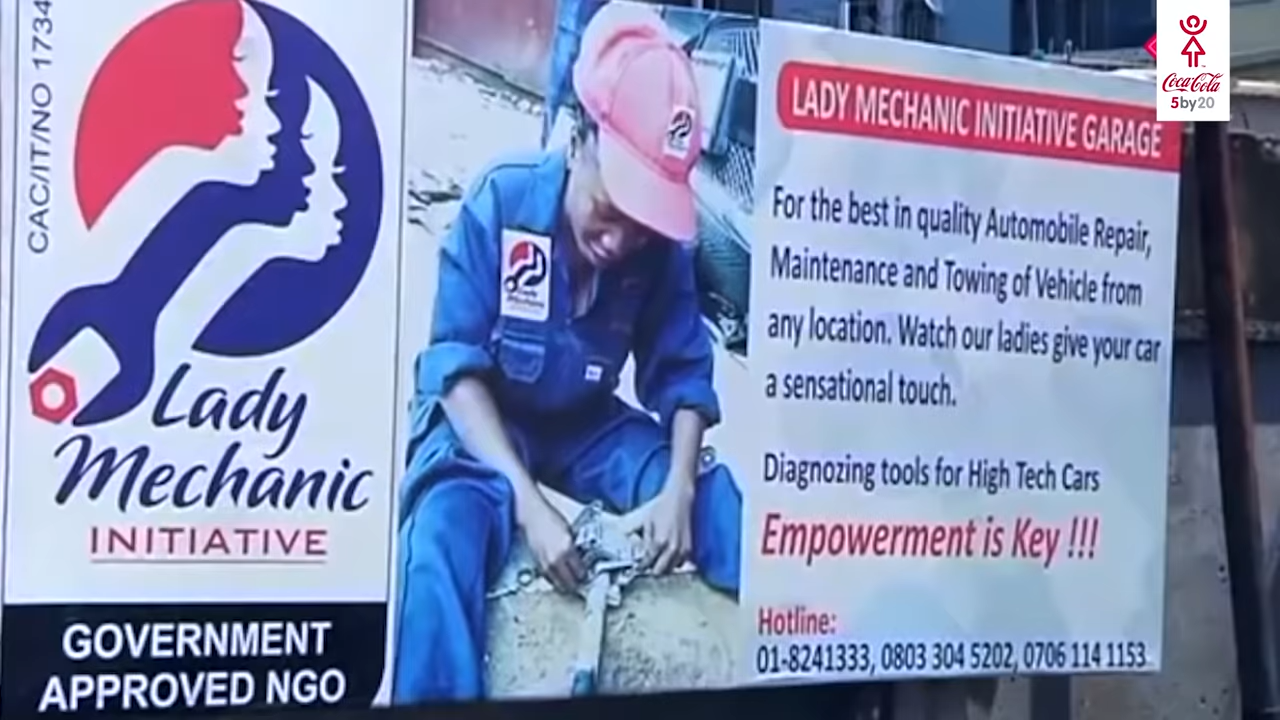 CAC/IT/NO 1734
Lady
Mechanic
INITIATIVE
GOVERNMENT
APPROVED NGO
Lady
LADY MECHANIC INITIATIVE GARAGE
For the best in quality Automobile Repair,
Maintenance and Towing of Vehicle from
any location. Watch our ladies give your car
a sensational touch.
Diagnozing tools for High Tech Cars
Empowerment is Key !!!
Hotline:
01-8241333, 0803 304 5202, 0706 114 1153
Coca-Cola
5by20